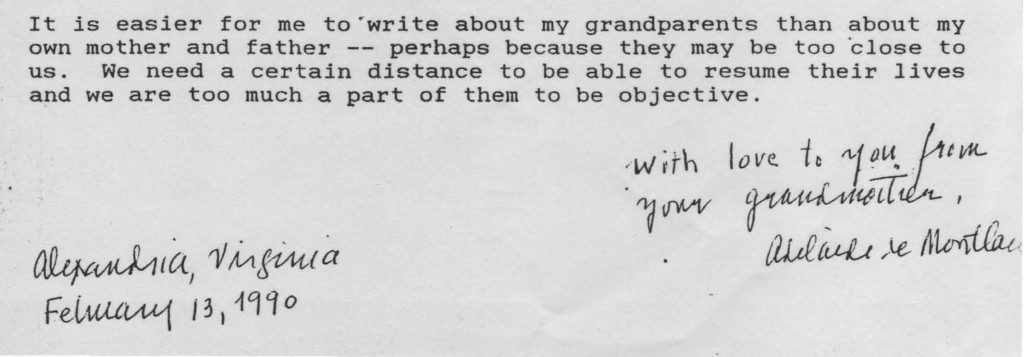 It is easier for me to write about my grandparents than about my
own mother and father -- perhaps because they may be too close to
us.  We need a certain distance to be able to resume their lives
and we are too much a part of them to be objective.
with love to you from
your grandmother,
Adelaide de Montlau
Alexandria, Virginia
February 13, 1990